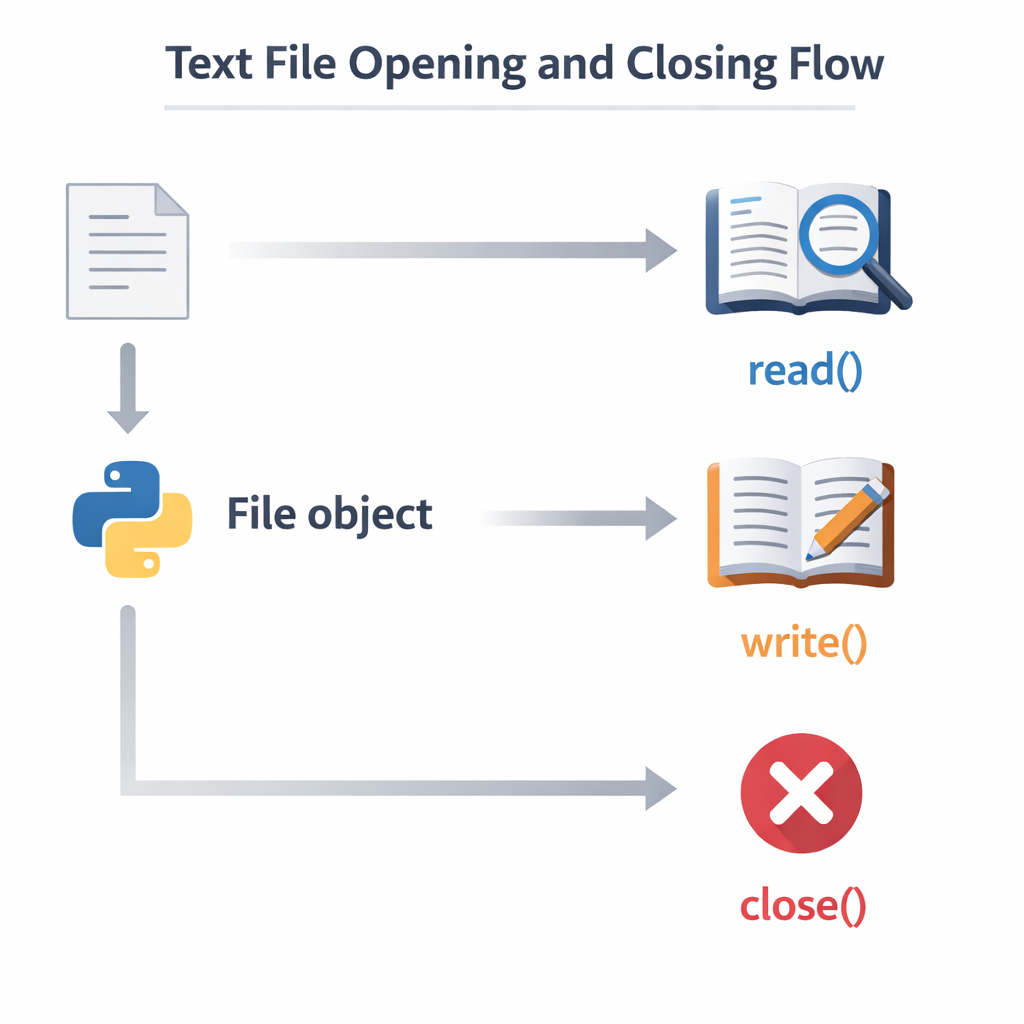 Text File Opening and Closing Flow
read()
File object
write()
close()